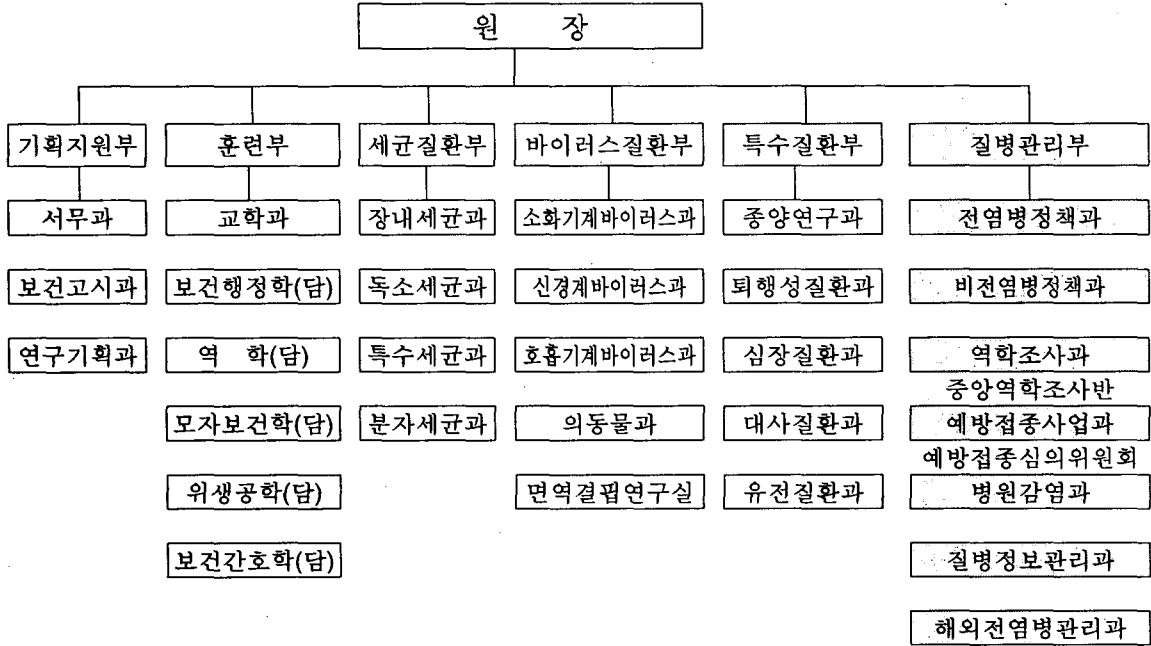 원 장
기획지원부 훈련부 세균질환부 바이러스질환부 특수질환부 질병관리부
서무과 교학과 장내세균과 소화기계바이러스과 종양연구과 전염병정책과
보건고시과 보건행정학(담) 독소세균과 신경계바이러스과 퇴행성질환과 비전염병정책과
연구기획과 역 학(담) 특수세균과 호흡기계바이러스과 심장질환과 역학조사과
중앙역학조사반
모자보건학(담) 분자세균과 의동물과 대사질환과 예방접종사업과
예방접종심의위원회
위생공학(담) 면역결핍연구실 유전질환과 병원감염과
보건간호학(담) 질병정보관리과
해외전염병관리과